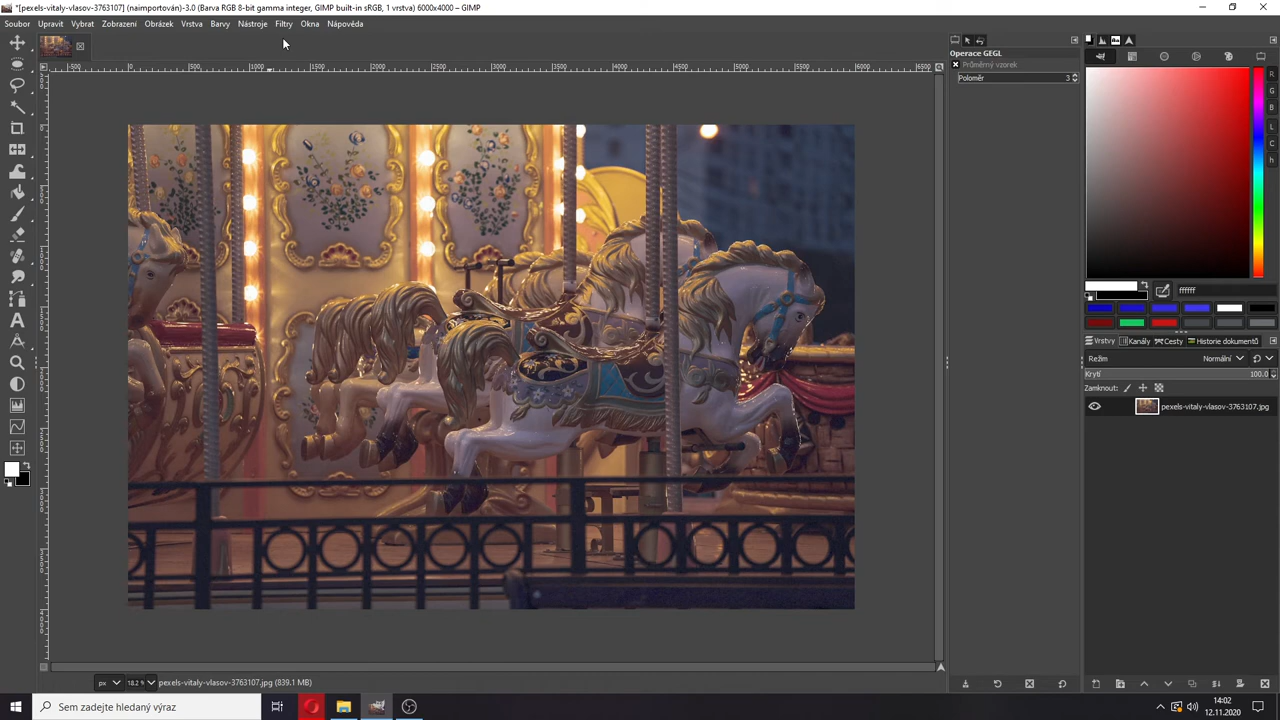 *[pexels-vitaly-vlasov-3763107] (naimportován)-3.0 (Barva RGB 8-bit gamma integer, GIMP built-in sRGB, 1 vrstva) 6000x4000 – GIMP
Soubor Upravit Vybrat Zobrazení Obrázek Vrstva Barvy Nástroje Filtry Okna Nápověda
Operace GEGL
Průměrný vzorek
Poloměr 3
R
G
B
L
C
h
ffffff
Vrstvy Kanály Cesty Historie dokumentů
Režim Normální
Krytí 100.0
Zamknout:
pexels-vitaly-vlasov-3763107.jpg
px 18.2 % pexels-vitaly-vlasov-3763107.jpg (839.1 MB)
Sem zadejte hledaný výraz
14:02
12.11.2020